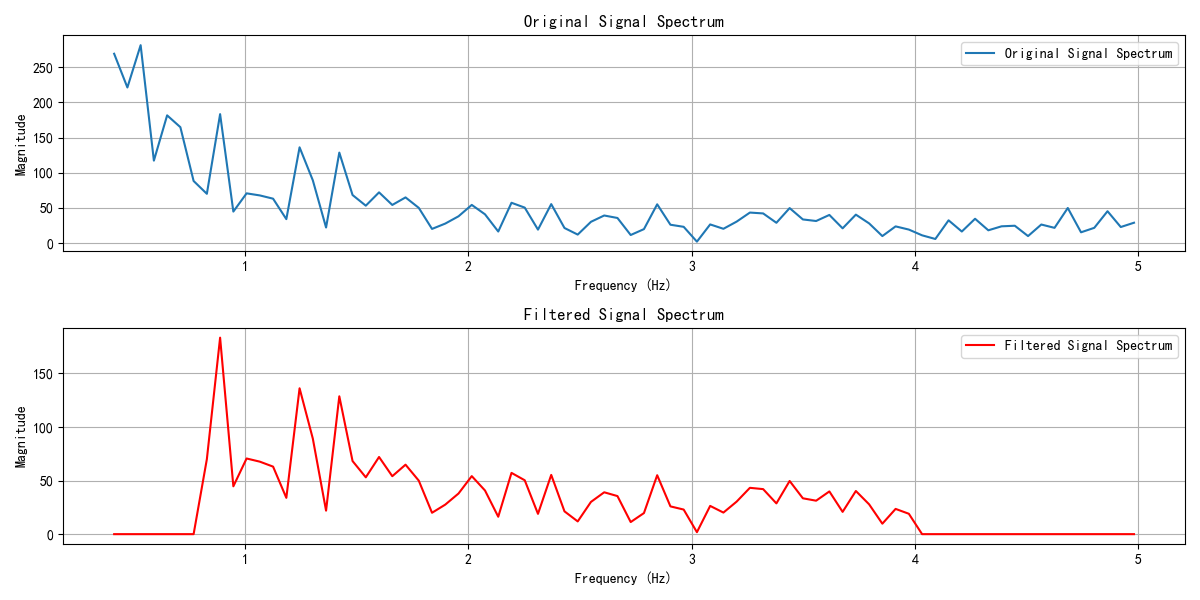 Original Signal Spectrum
Original Signal Spectrum
Magnitude
250
200
150
100
50
0
1 2 3 4 5
Frequency (Hz)
Filtered Signal Spectrum
Filtered Signal Spectrum
Magnitude
150
100
50
0
1 2 3 4 5
Frequency (Hz)